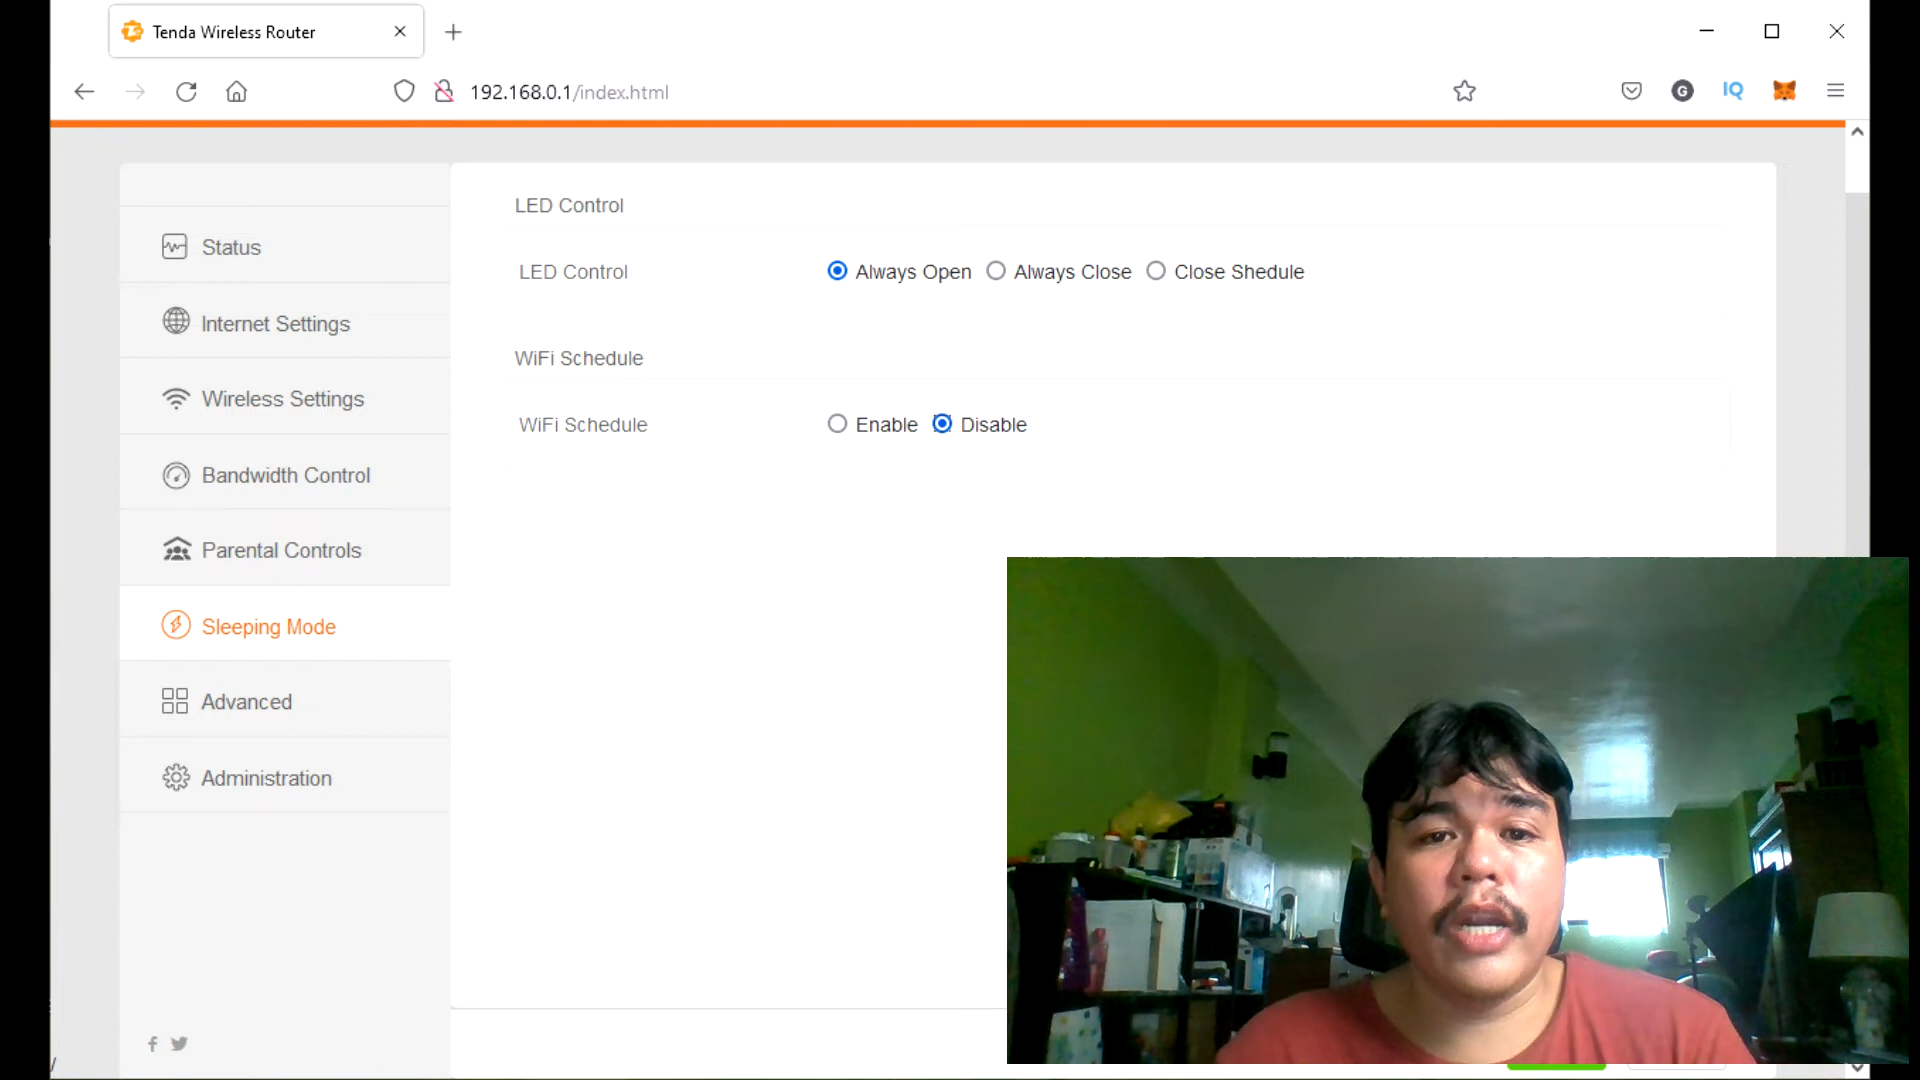 Tenda Wireless Router
192.168.0.1/index.html
G
IQ
LED Control
LED Control Always Open Always Close Close Shedule
WiFi Schedule
WiFi Schedule Enable Disable
Status
Internet Settings
Wireless Settings
Bandwidth Control
Parental Controls
Sleeping Mode
Advanced
Administration